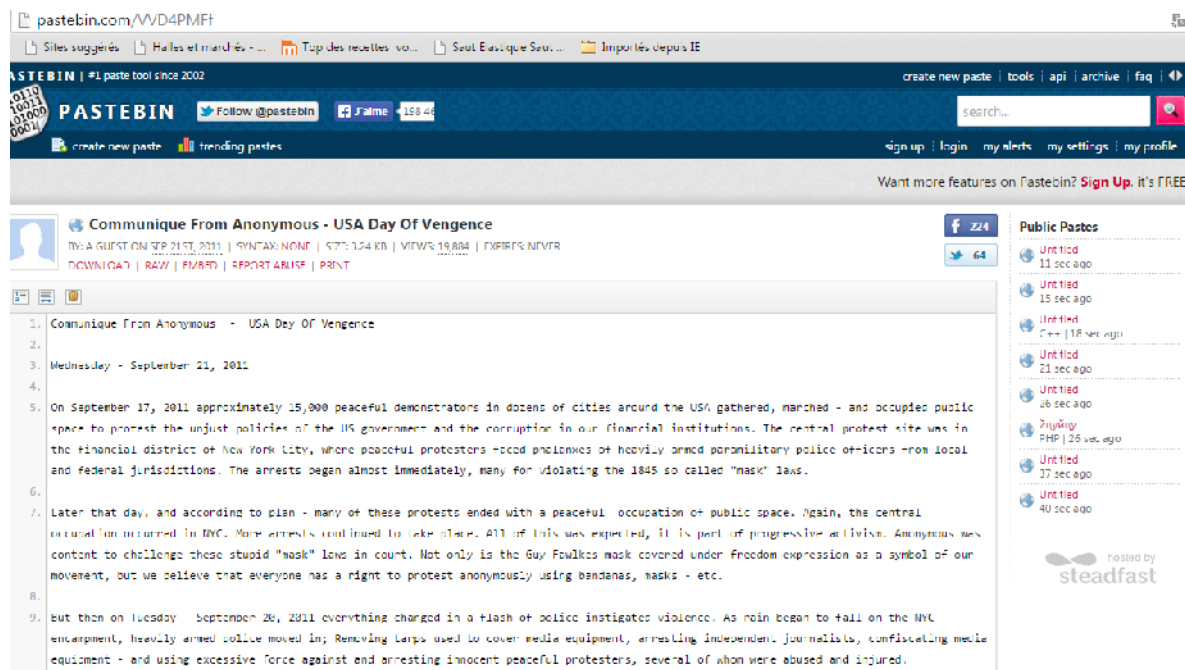 pastebin.com/VVD4PMFt
Sites suggérés Halles et marchés - ... Top des recettes vo... Saut Elastique Saut ... Importés depuis IE
ASTEBIN | #1 paste tool since 2002 create new paste | tools | api | archive | faq |
PASTEBIN Follow @pastebin J'aime 198 search...
create new paste trending pastes sign up | login my alerts my settings | my profile
Want more features on Pastebin? Sign Up, it's FREE
Communique From Anonymous - USA Day Of Vengence
BY: A GUEST ON SEP 21ST, 2011 | SYNTAX: NONE | SIZE: 3.24 KB | VIEWS: 19,884 | EXPIRES: NEVER
DOWNLOAD | RAW | EMBED | REPORT ABUSE | PRINT
224
64
1. Communique From Anonymous - USA Day Of Vengence
2.
3. Wednesday - September 21, 2011
4.
5. On September 17, 2011 approximately 15,000 peaceful demonstrators in dozens of cities around the USA gathered, marched - and occupied public
space to protest the unjust policies of the US government and the corruption in our financial institutions. The central protest site was in
the financial district of New York City, where peaceful protesters faced phalanxes of heavily armed paramilitary police officers from local
and federal jurisdictions. The arrests began almost immediately, many for violating the 1845 so called "mask" laws.
6.
7. Later that day, and according to plan - many of these protests ended with a peaceful occupation of public space. Again, the central
occupation occurred in NYC. More arrests continued to take place. All of this was expected, it is part of progressive activism. Anonymous was
content to challenge these stupid "mask" laws in court. Not only is the Guy Fawlkes mask covered under freedom expression as a symbol of our
movement, but we believe that everyone has a right to protest anonymously using bandanas, masks - etc.
8.
9. But then on Tuesday - September 20, 2011 everything changed in a flash of police instigates violence. As rain began to fall on the NYC
encampment, heavily armed police moved in; Removing tarps used to cover media equipment, arresting independent journalists, confiscating media
equipment - and using excessive force against and arresting innocent peaceful protesters, several of whom were abused and injured.
Public Pastes
Untitled
11 sec ago
Untitled
15 sec ago
Untitled
C++ | 18 sec ago
Untitled
21 sec ago
Untitled
26 sec ago
PHP | 26 sec ago
Untitled
37 sec ago
Untitled
40 sec ago
hosted by
steadfast